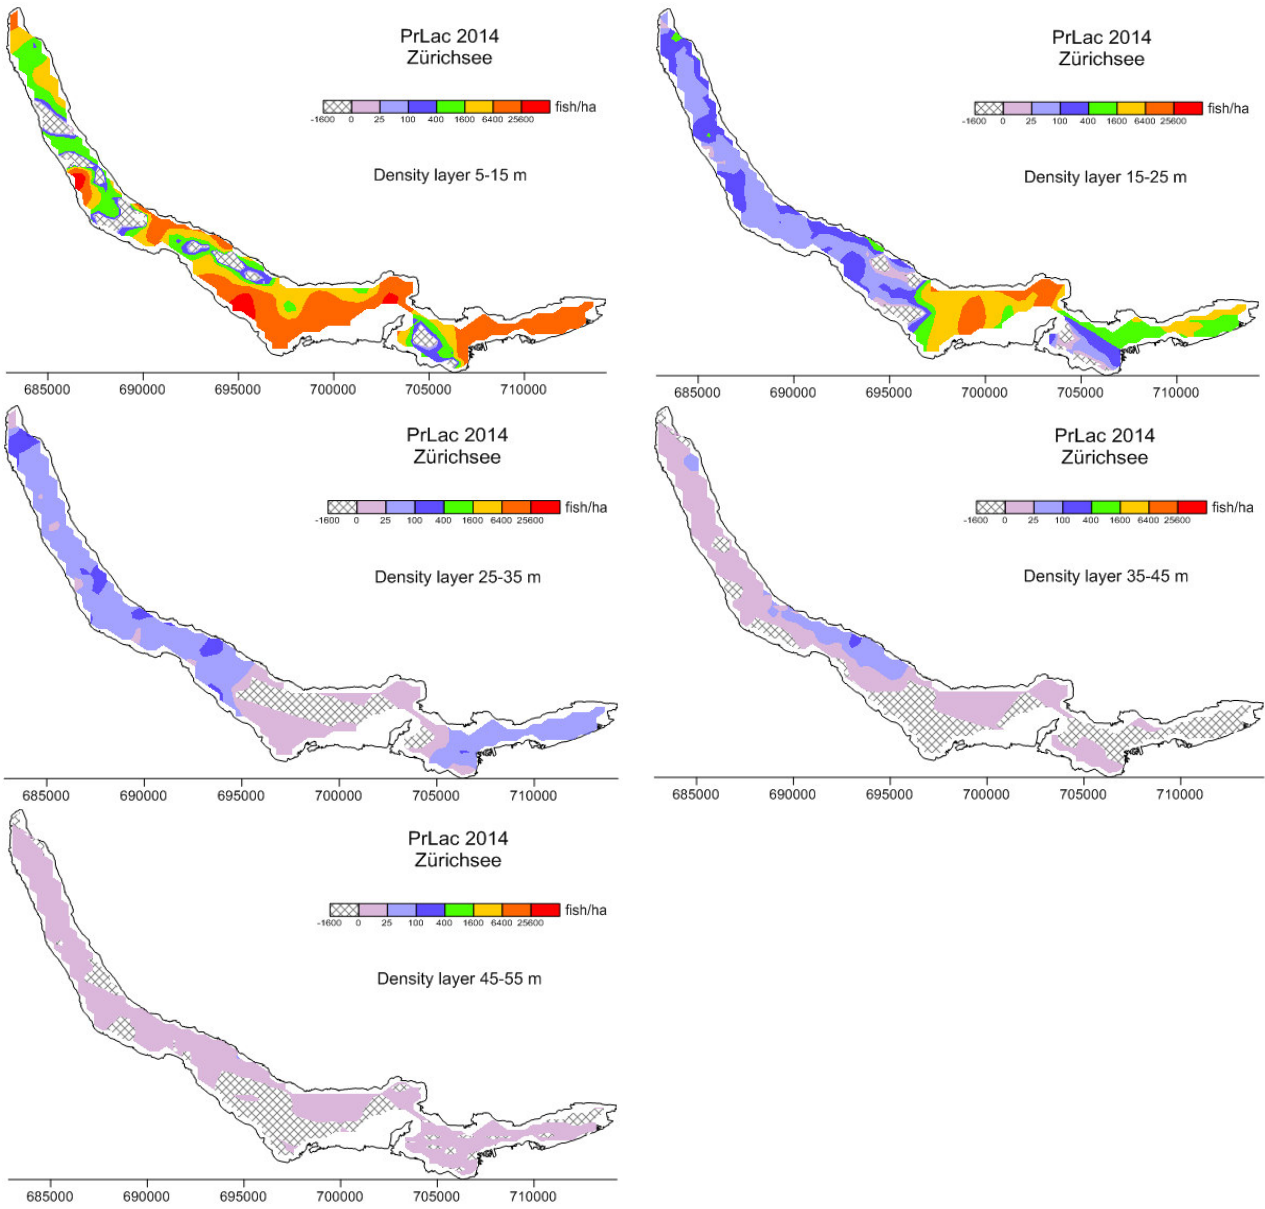 PrLac 2014
Zürichsee
fish/ha
-1600 0 25 100 400 1600 6400 25600
Density layer 5-15 m
685000 690000 695000 700000 705000 710000
PrLac 2014
Zürichsee
fish/ha
-1600 0 25 100 400 1600 6400 25600
Density layer 15-25 m
685000 690000 695000 700000 705000 710000
PrLac 2014
Zürichsee
fish/ha
-1600 0 25 100 400 1600 6400 25600
Density layer 25-35 m
685000 690000 695000 700000 705000 710000
PrLac 2014
Zürichsee
fish/ha
-1600 0 25 100 400 1600 6400 25600
Density layer 35-45 m
685000 690000 695000 700000 705000 710000
PrLac 2014
Zürichsee
fish/ha
-1600 0 25 100 400 1600 6400 25600
Density layer 45-55 m
685000 690000 695000 700000 705000 710000